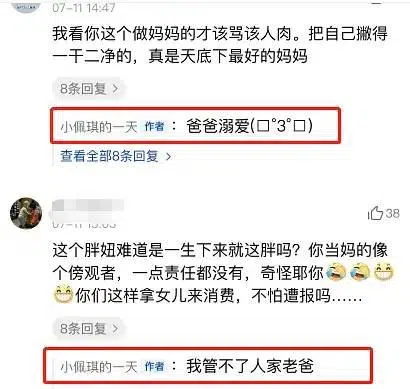 07-11 14:47
我看你这个做妈妈的才该骂该人肉。把自己撇得
一干二净的，真是天底下最好的妈妈
8条回复 >
小佩琪的一天 作者 ： 爸爸溺爱(□˚3˚□)
查看全部8条回复 >
38
07-11 15:03
这个胖妞难道是一生下来就这胖吗？你当妈的像
个傍观者，一点责任都没有，奇怪耶你🤣🤣😁
😁你们这样拿女儿来消费，不怕遭报吗……
8条回复 >
小佩琪的一天 作者 ： 我管不了人家老爸